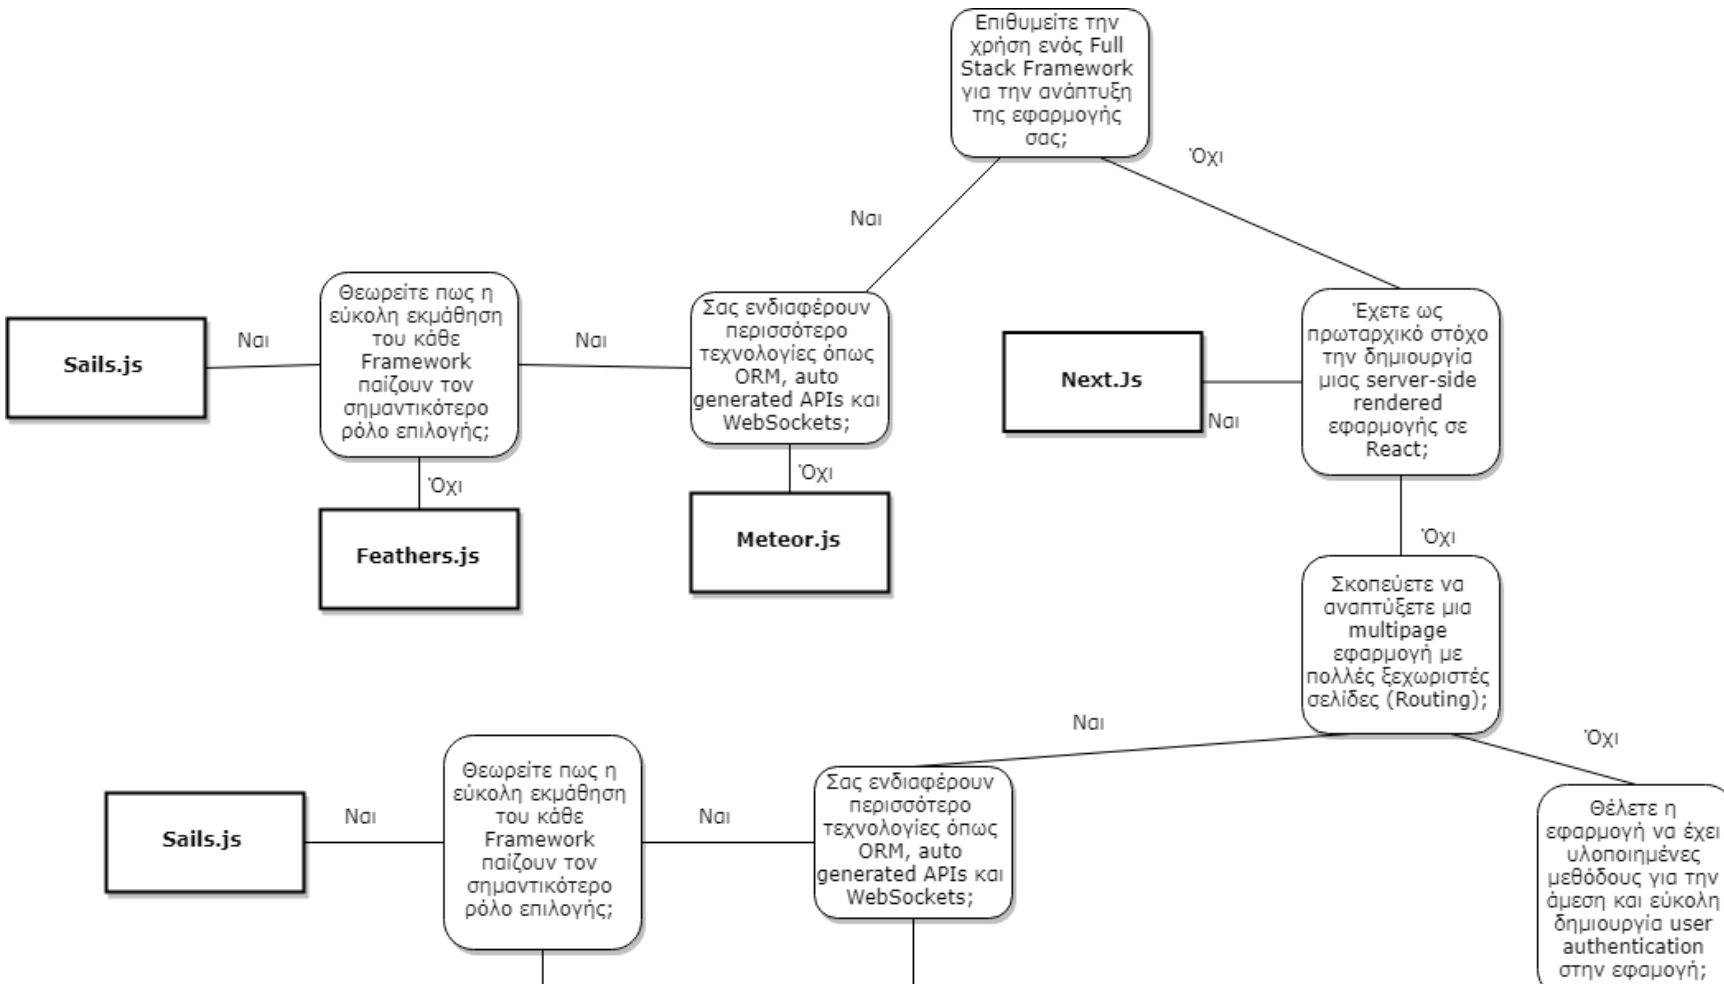 Επιθυμείτε την
χρήση ενός Full
Stack Framework
για την ανάπτυξη
της εφαρμογής
σας;
Όχι
Ναι
Θεωρείτε πως η
εύκολη εκμάθηση
του κάθε
Framework
παίζουν τον
σημαντικότερο
ρόλο επιλογής;
Σας ενδιαφέρουν
περισσότερο
τεχνολογίες όπως
ORM, auto
generated APIs και
WebSockets;
Έχετε ως
πρωταρχικό στόχο
την δημιουργία
μιας server-side
rendered
εφαρμογής σε
React;
Sails.js
Ναι
Ναι
Next.Js
Ναι
Όχι
Όχι
Feathers.js
Meteor.js
Όχι
Σκοπεύετε να
αναπτύξετε μια
multipage
εφαρμογή με
πολλές ξεχωριστές
σελίδες (Routing);
Ναι
Όχι
Θεωρείτε πως η
εύκολη εκμάθηση
του κάθε
Framework
παίζουν τον
σημαντικότερο
ρόλο επιλογής;
Σας ενδιαφέρουν
περισσότερο
τεχνολογίες όπως
ORM, auto
generated APIs και
WebSockets;
Θέλετε η
εφαρμογή να έχει
υλοποιημένες
μεθόδους για την
άμεση και εύκολη
δημιουργία user
authentication
στην εφαμογή;
Sails.js
Ναι
Ναι